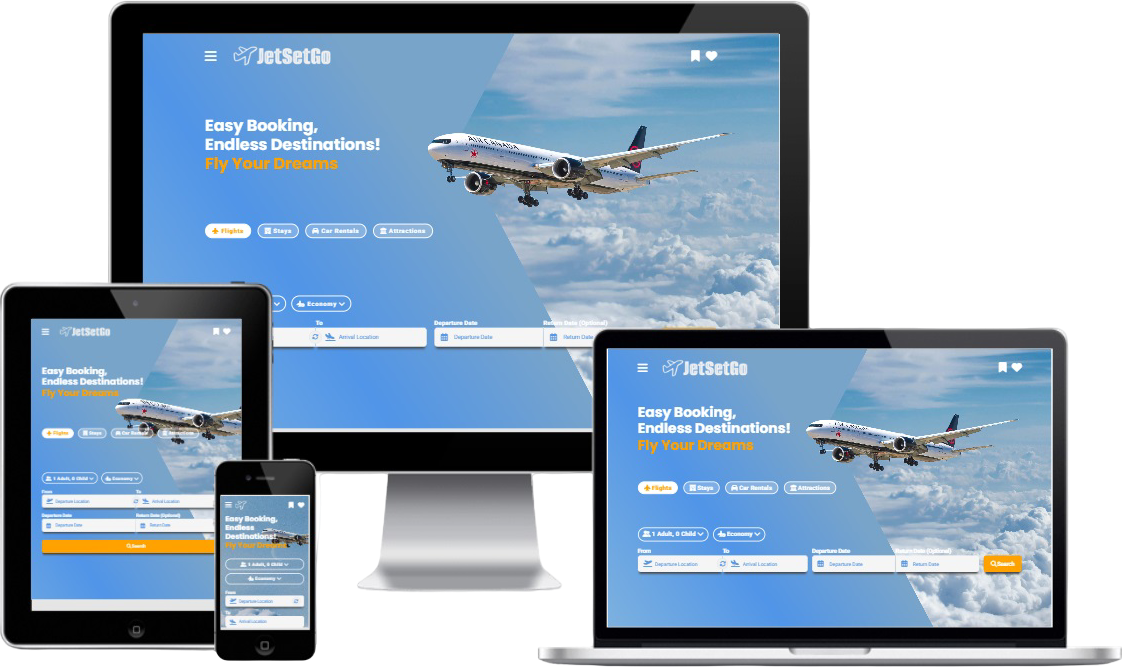 JetSetGo
Easy Booking,
Endless Destinations!
Fly Your Dreams
AIR CANADA
Flights Stays Car Rentals Attractions
Economy
To Departure Date Return Date (Optional)
Arrival Location Departure Date Return Date
JetSetGo
Easy Booking,
Endless Destinations!
Fly Your Dreams
Flights Stays Car Rentals Attractions
1 Adult, 0 Child Economy
From To
Departure Location Arrival Location
Departure Date Return Date (Optional)
Departure Date Return Date
Search
Easy Booking,
Endless
Destinations!
Fly Your Dreams
1 Adult, 0 Child
Economy
From
Departure Location
To
Arrival Location
JetSetGo
Easy Booking,
Endless Destinations!
Fly Your Dreams
Flights Stays Car Rentals Attractions
1 Adult, 0 Child Economy
From To Departure Date Return Date (Optional)
Departure Location Arrival Location Departure Date Return Date Search